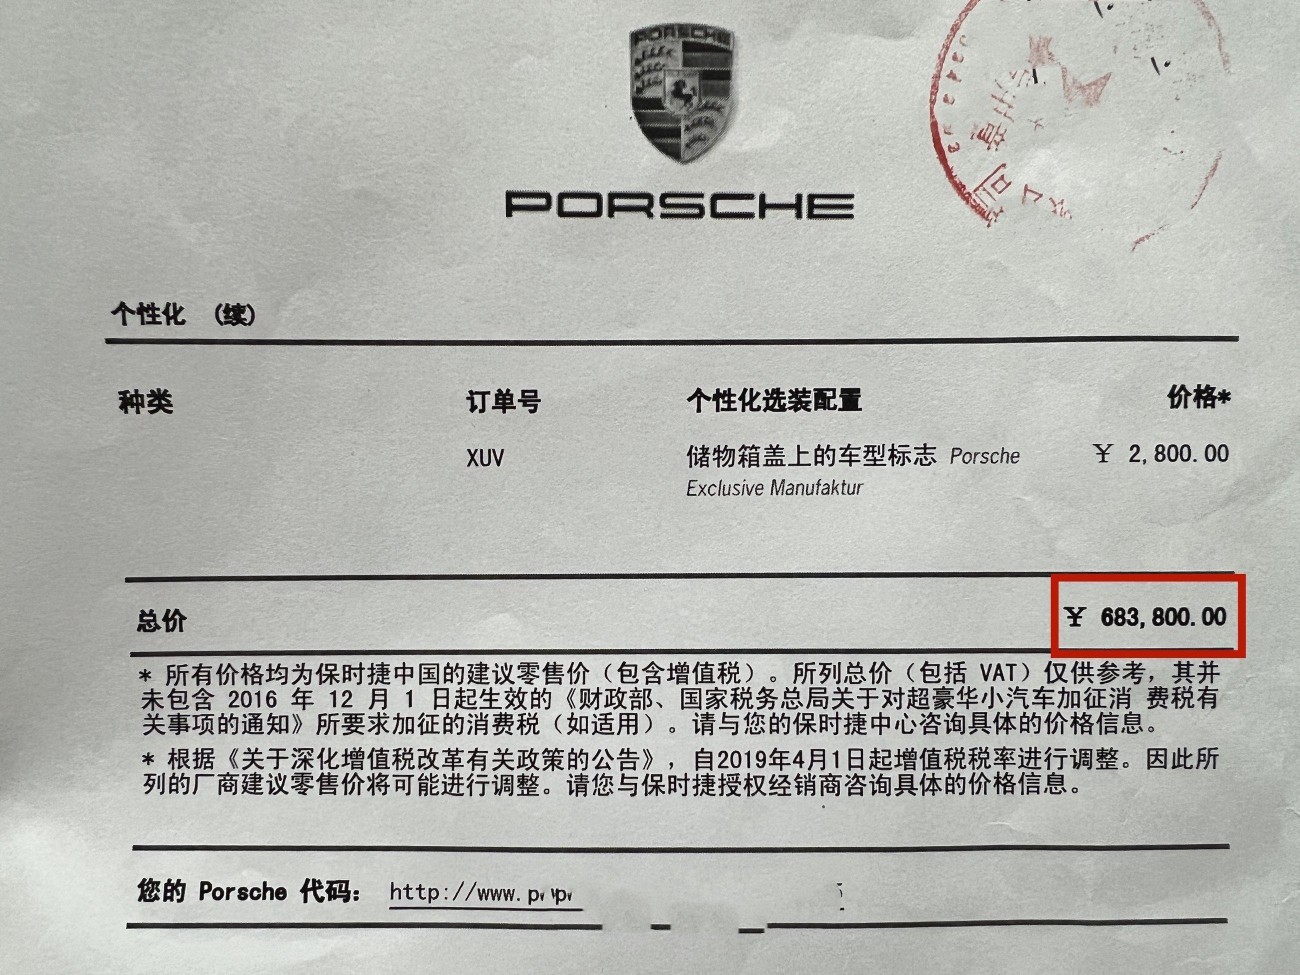 PORSCHE
PORSCHE
个性化 (续)
种类 订单号 个性化选装配置 价格*
XUV 储物箱盖上的车型标志 Porsche ¥ 2,800.00
Exclusive Manufaktur
总价 ¥ 683,800.00
* 所有价格均为保时捷中国的建议零售价（包含增值税）。所列总价（包括 VAT）仅供参考，其并
未包含 2016 年 12 月 1 日起生效的《财政部、国家税务总局关于对超豪华小汽车加征消 费税有
关事项的通知》所要求加征的消费税（如适用）。请与您的保时捷中心咨询具体的价格信息。
* 根据《关于深化增值税改革有关政策的公告》，自2019年4月1日起增值税税率进行调整。因此所
列的厂商建议零售价将可能进行调整。请您与保时捷授权经销商咨询具体的价格信息。
您的 Porsche 代码： http://www.p